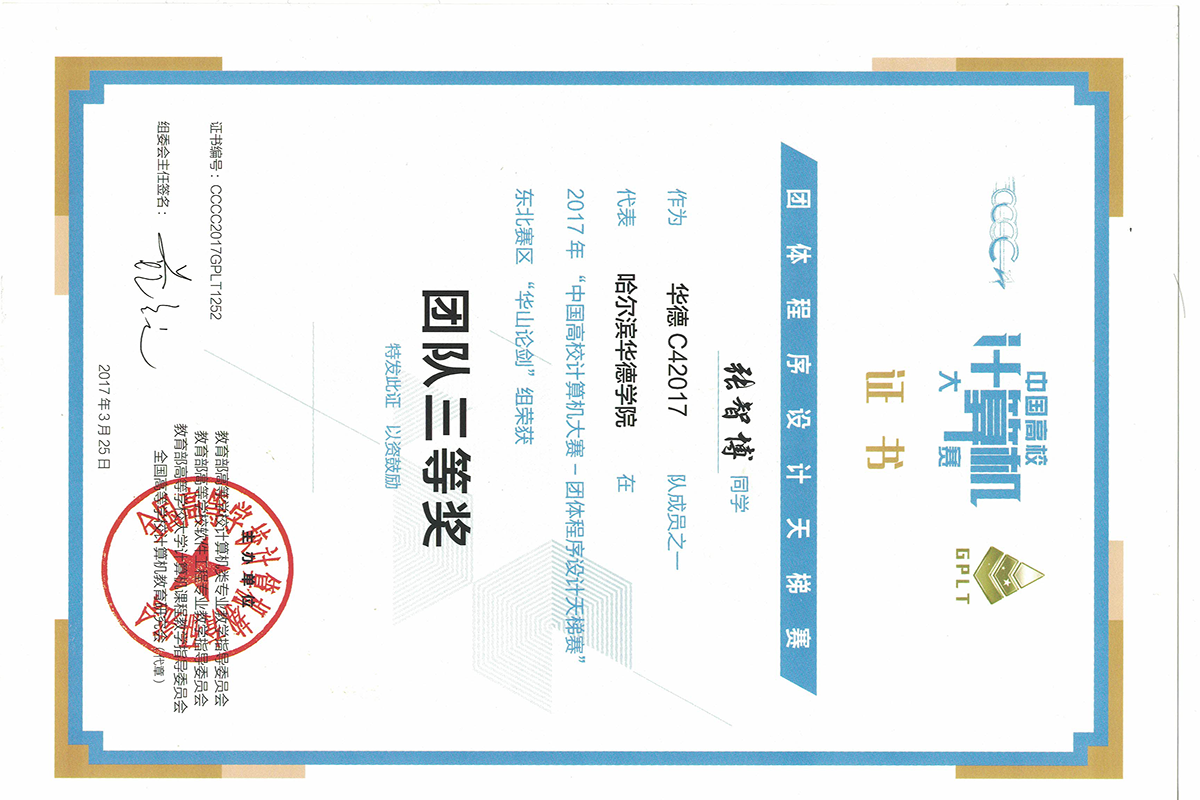 CCCC
中国高校
计算机
大赛
GPLT
证书
团体程序设计天梯赛
张智博 同学
作为 华德C42017 队成员之一
代表 哈尔滨华德学院 在
2017年“中国高校计算机大赛-团体程序设计天梯赛”
东北赛区“华山论剑”组荣获
团队三等奖
特发此证 以资鼓励
证书编号：CCCC2017GPLT1252
组委会主任签名：
主办单位
教育部高等学校计算机类专业教学指导委员会
教育部高等学校软件工程专业教学指导委员会
教育部高等学校大学计算机课程教学指导委员会
全国高等学校计算机教育研究会（代章）
2017年3月25日